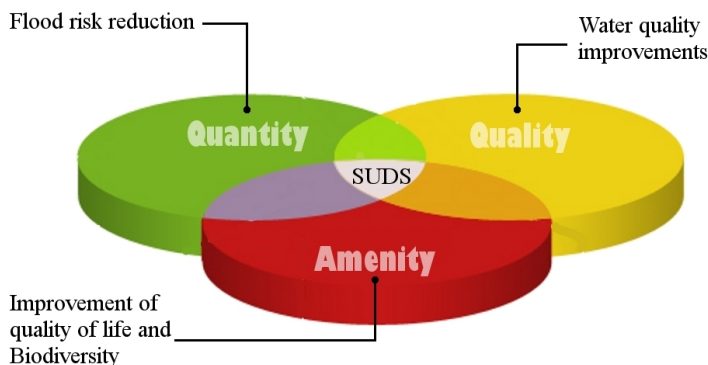 Flood risk reduction
Water quality
improvements
Quantity
Quality
SUDS
Amenity
Improvement of
quality of life and
Biodiversity